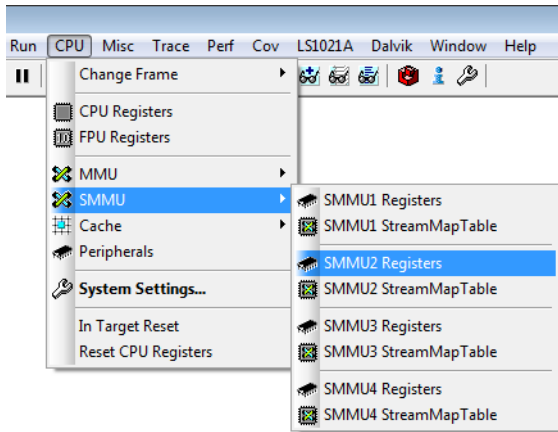 Run CPU Misc Trace Perf Cov LS1021A Dalvik Window Help
Change Frame
CPU Registers
FPU Registers
MMU
SMMU
Cache
Peripherals
System Settings...
In Target Reset
Reset CPU Registers
SMMU1 Registers
SMMU1 StreamMapTable
SMMU2 Registers
SMMU2 StreamMapTable
SMMU3 Registers
SMMU3 StreamMapTable
SMMU4 Registers
SMMU4 StreamMapTable